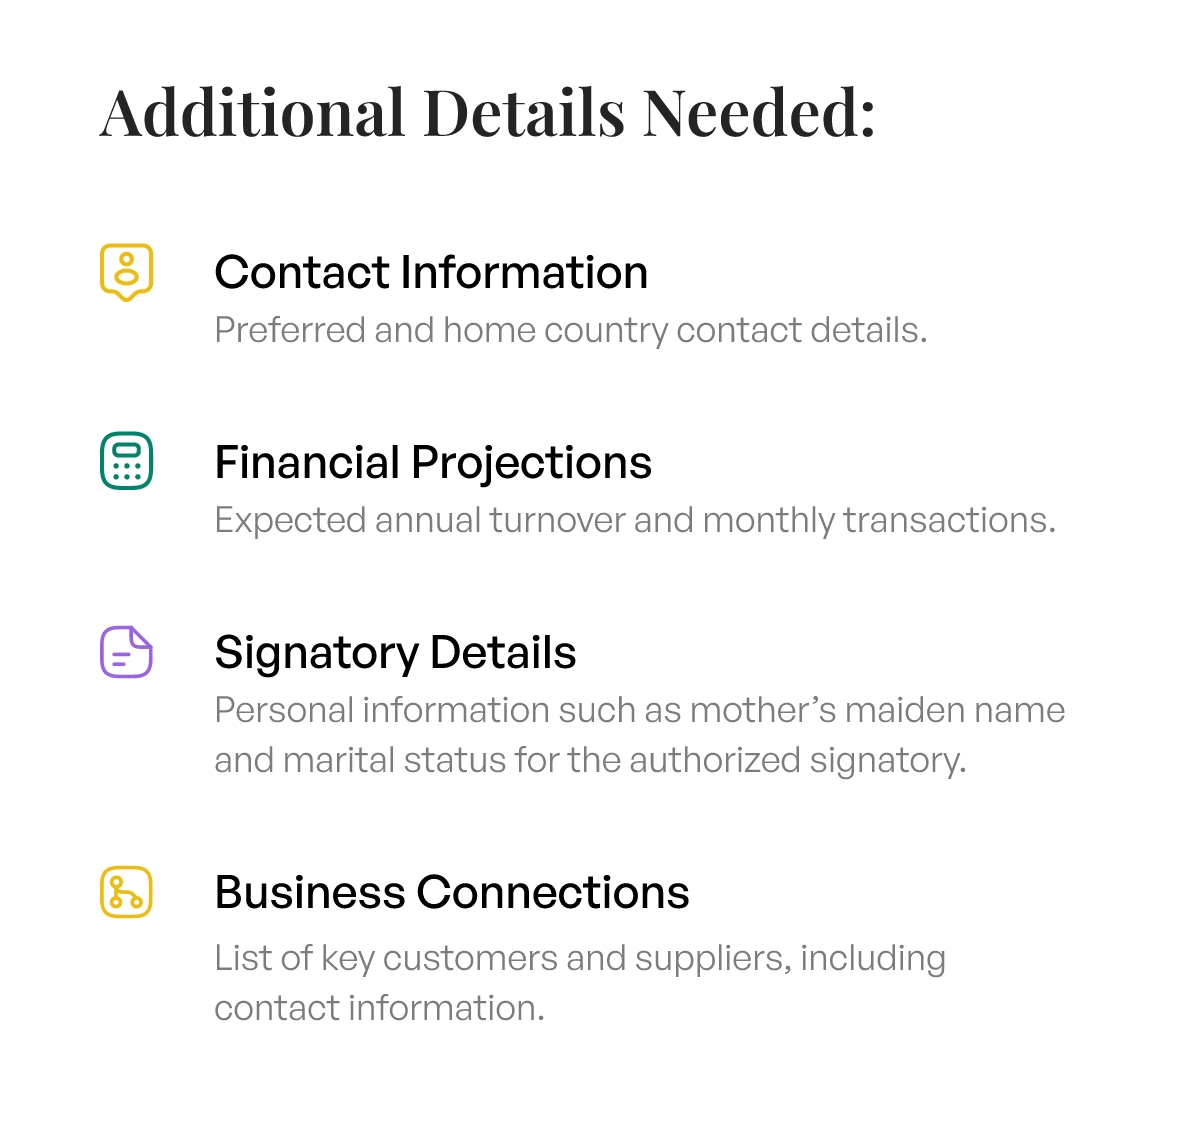 Additional Details Needed:
Contact Information
Preferred and home country contact details.
Financial Projections
Expected annual turnover and monthly transactions.
Signatory Details
Personal information such as mother’s maiden name
and marital status for the authorized signatory.
Business Connections
List of key customers and suppliers, including
contact information.